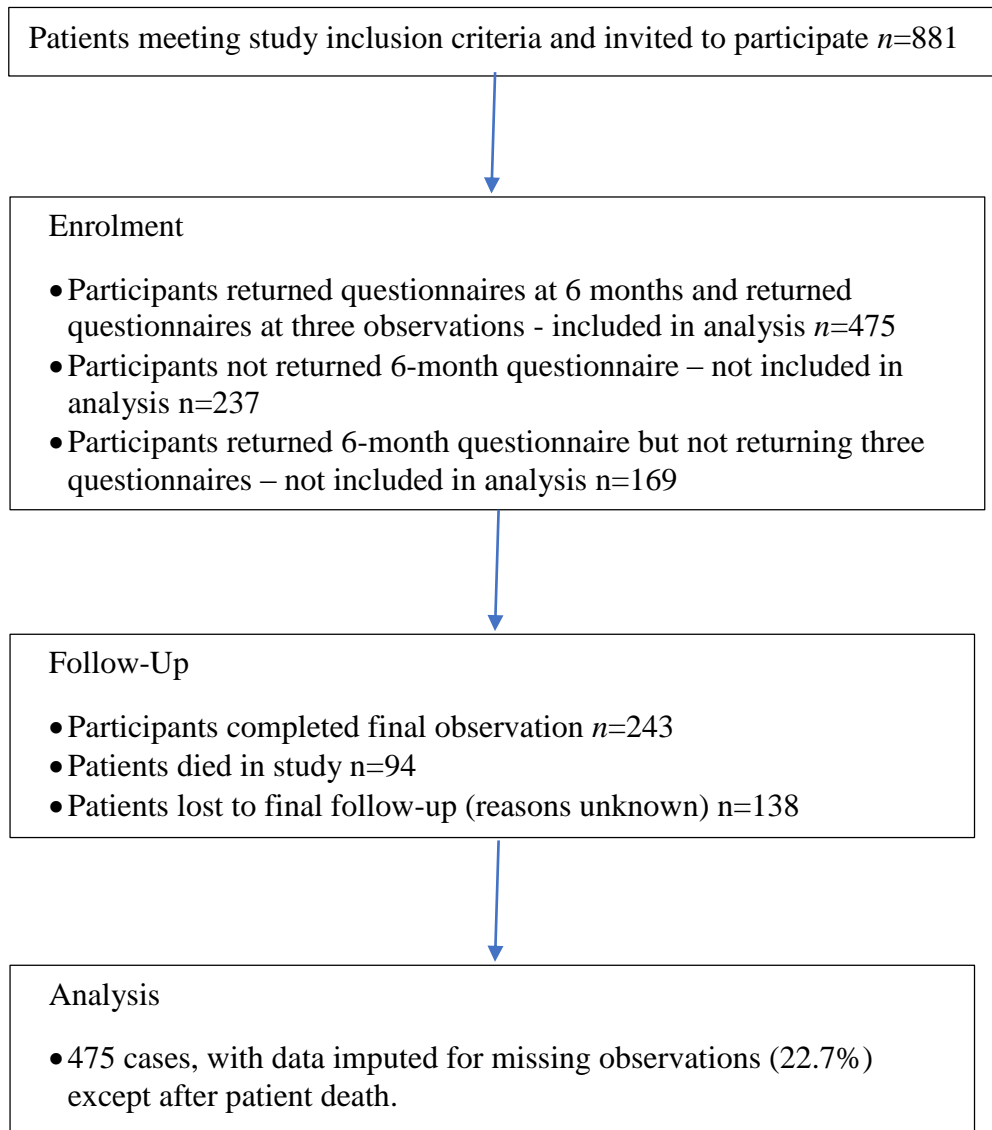 Patients meeting study inclusion criteria and invited to participate n=881
Enrolment
•Participants returned questionnaires at 6 months and returned
questionnaires at three observations - included in analysis n=475
•Participants not returned 6-month questionnaire – not included in
analysis n=237
•Participants returned 6-month questionnaire but not returning three
questionnaires – not included in analysis n=169
Follow-Up
•Participants completed final observation n=243
•Patients died in study n=94
•Patients lost to final follow-up (reasons unknown) n=138
Analysis
•475 cases, with data imputed for missing observations (22.7%)
except after patient death.